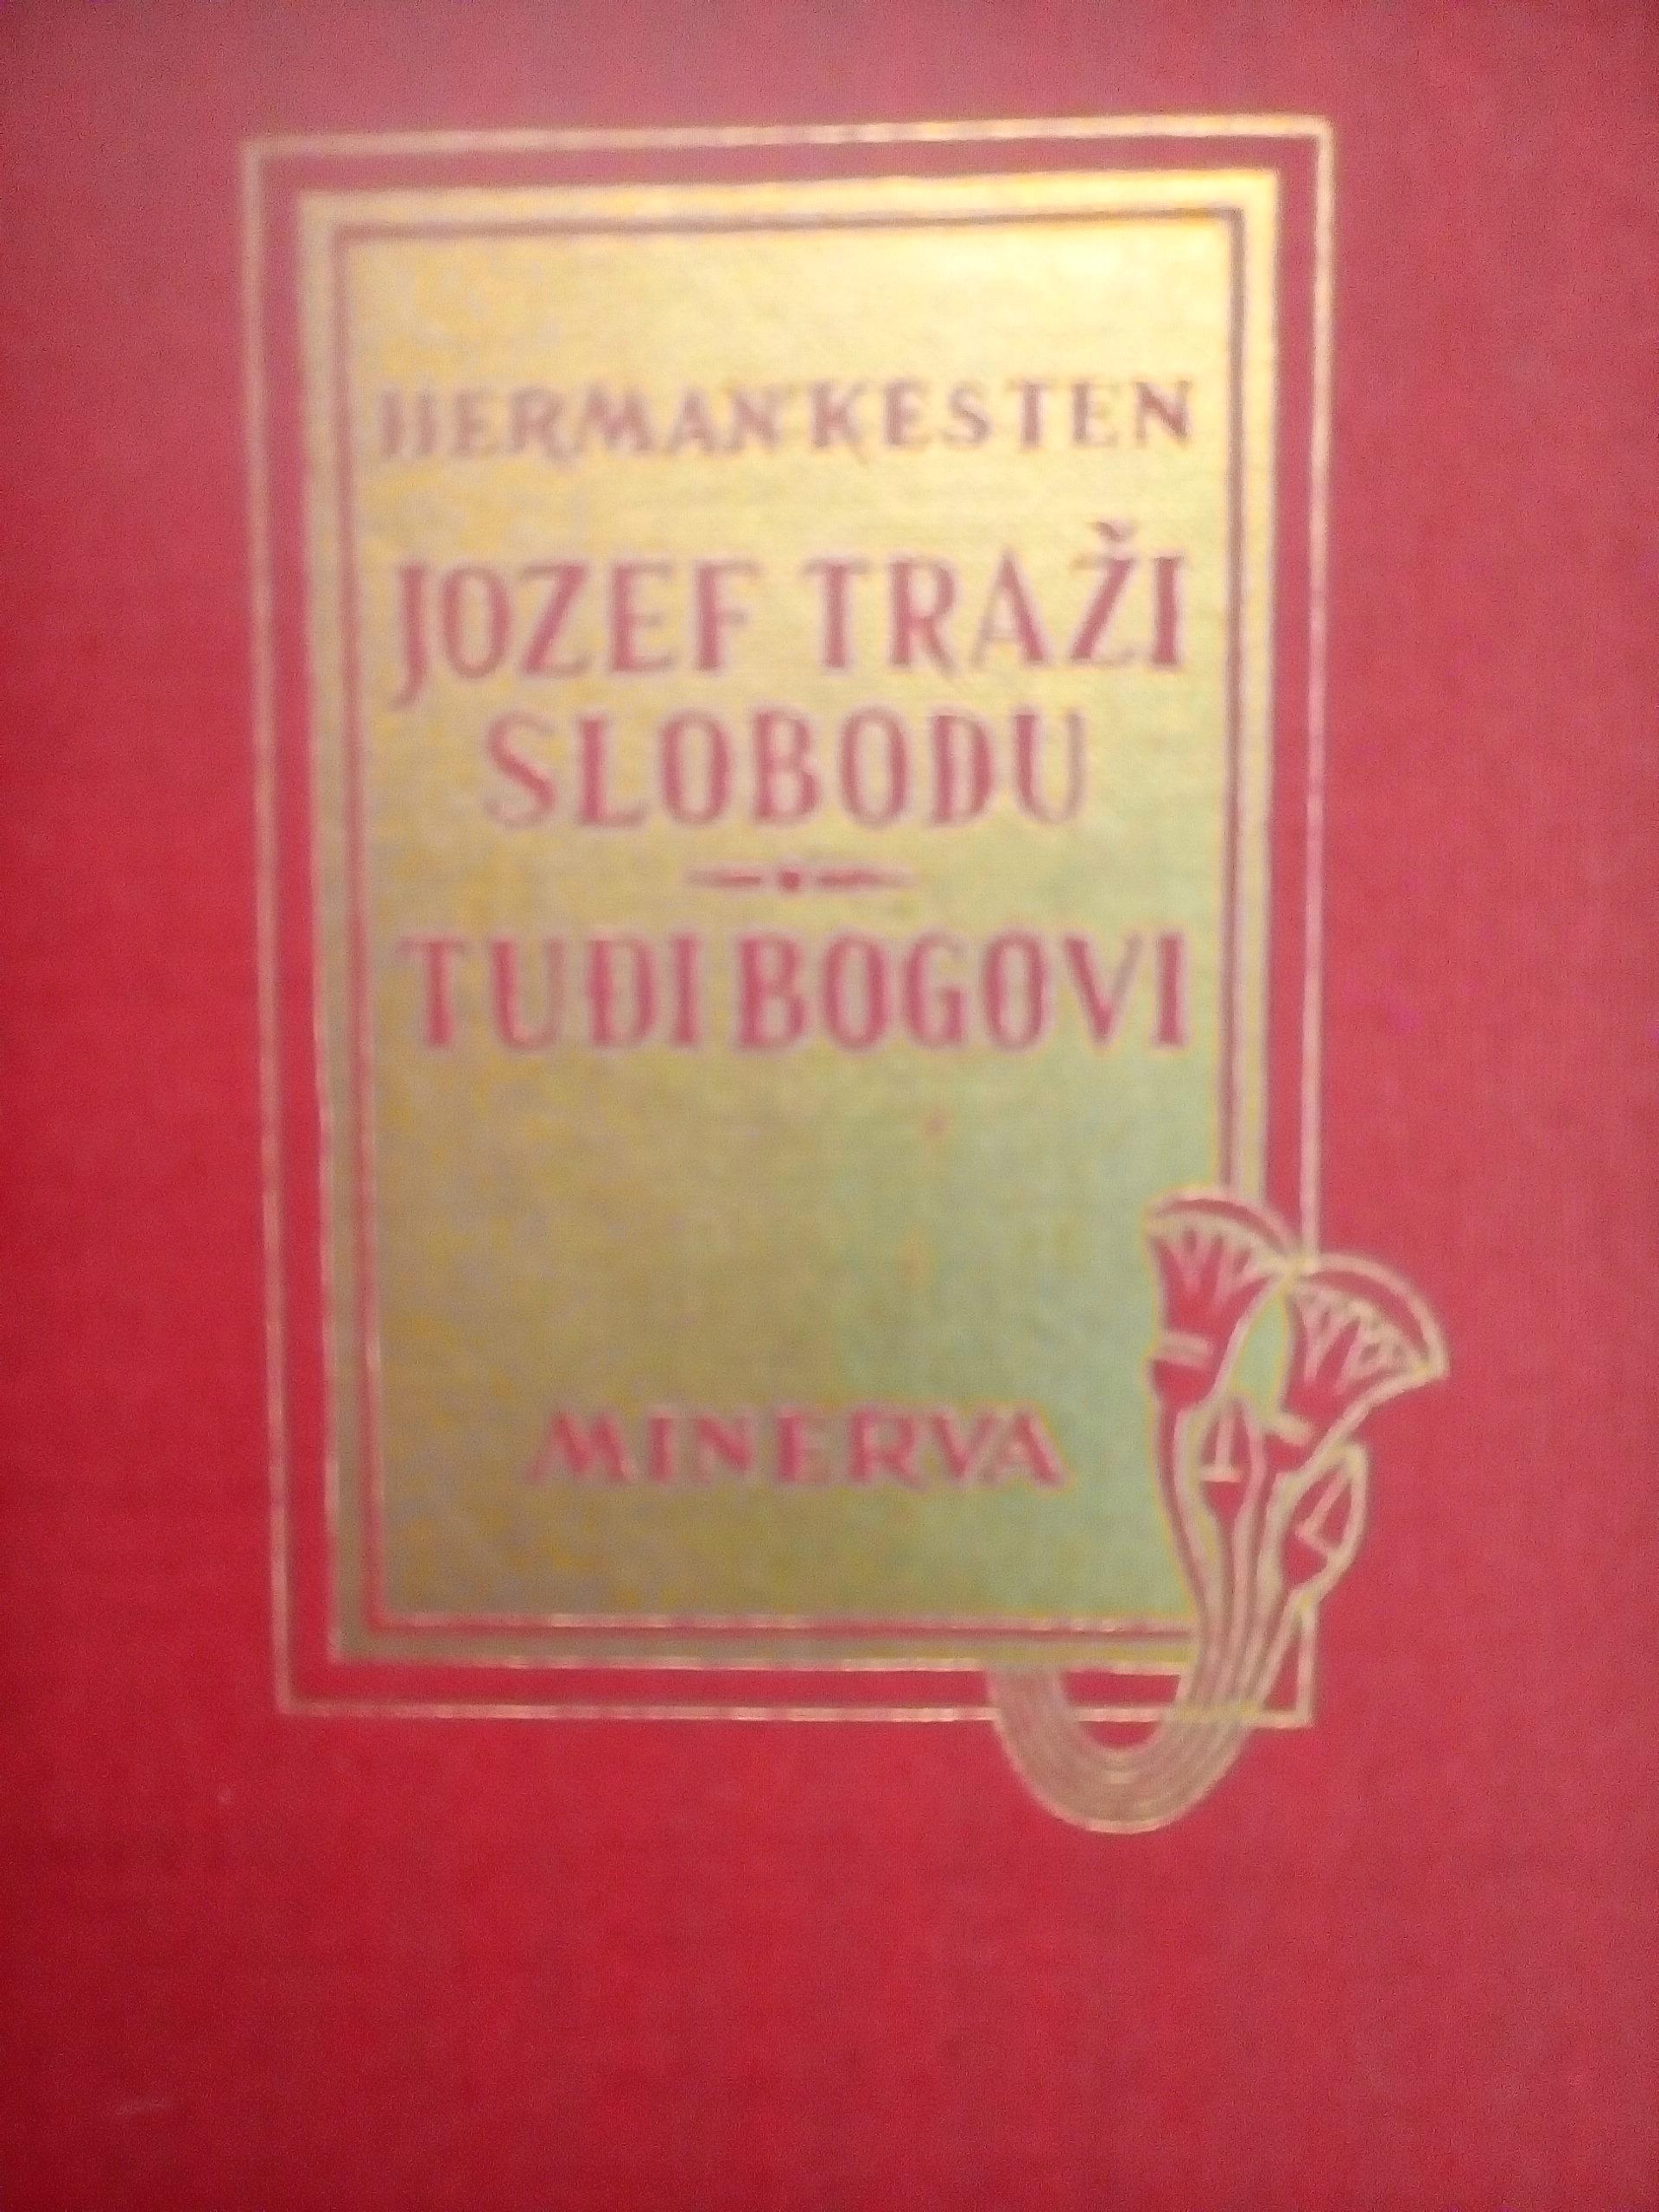 HERMAN KESTEN
JOZEF TRAŽI
SLOBODU
TUĐI BOGOVI
MINERVA